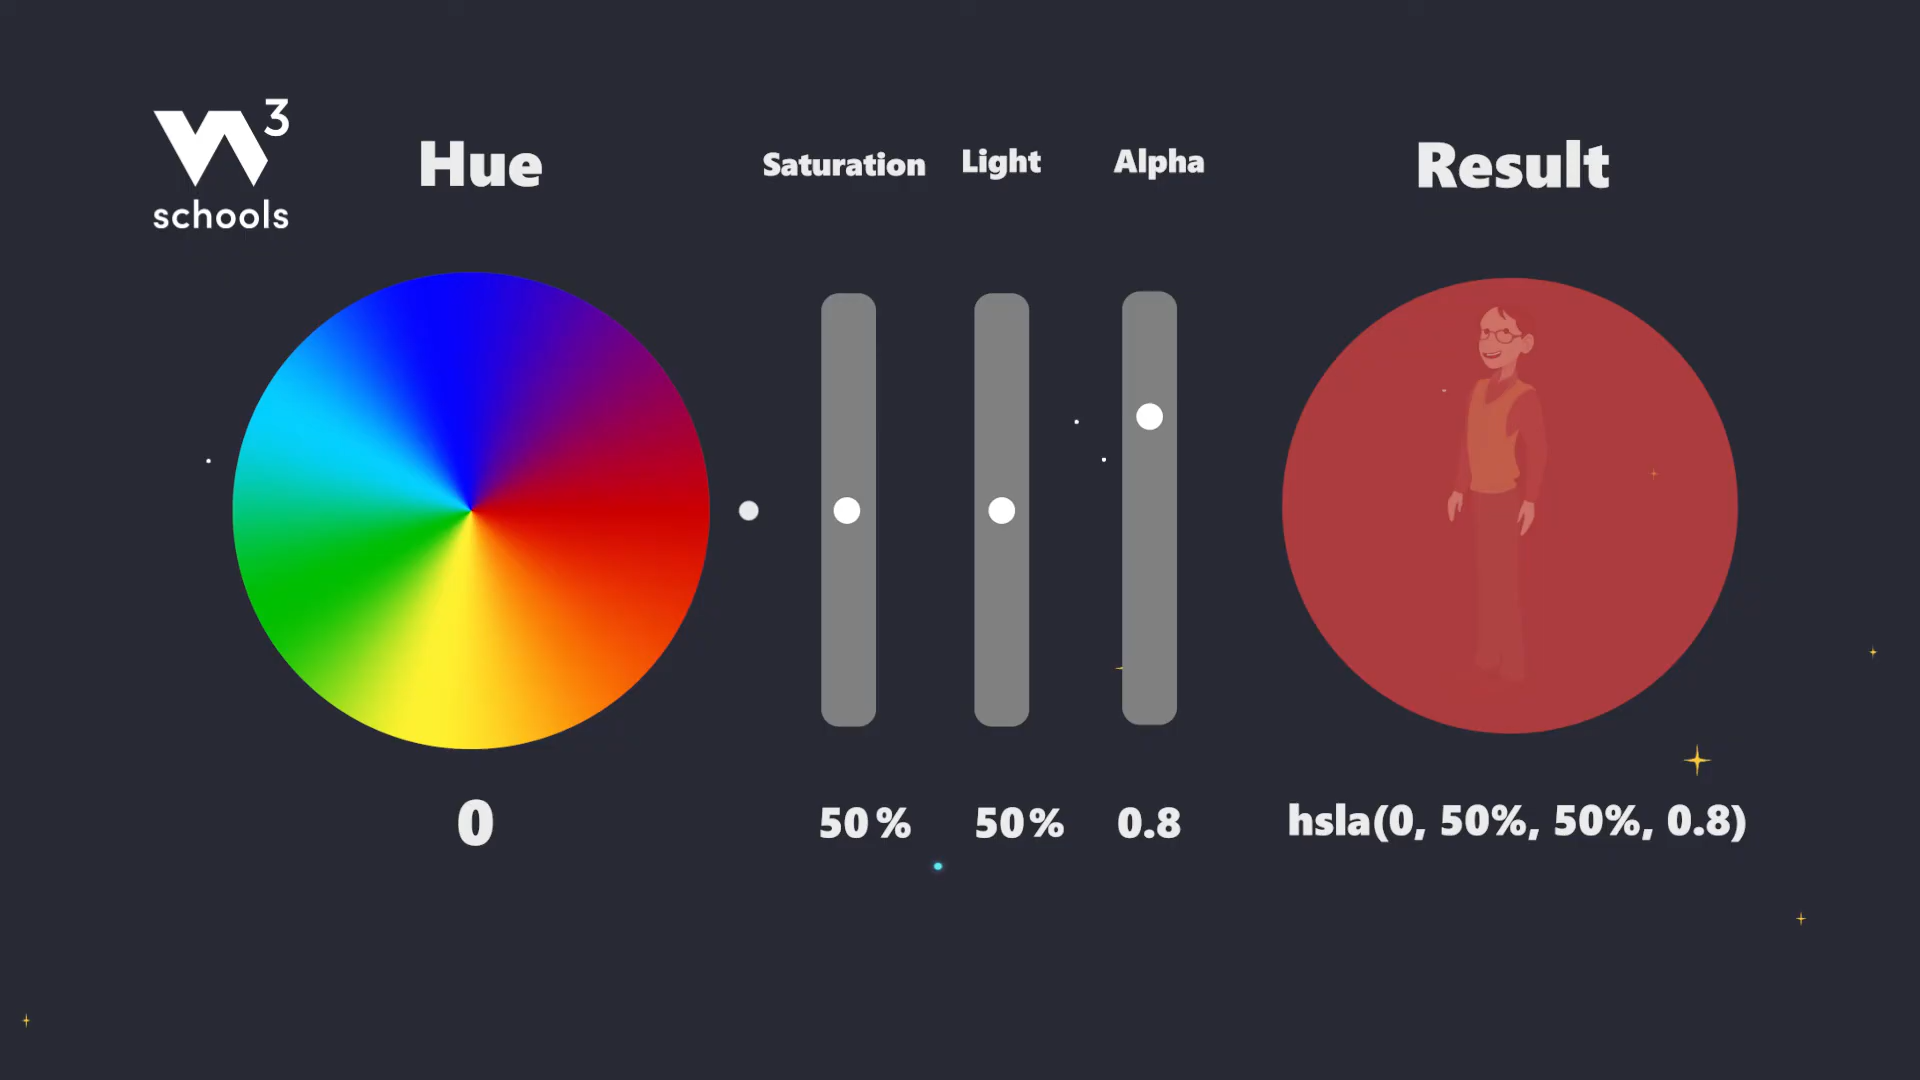 W3
schools
Hue
Saturation
Light
Alpha
Result
0
50%
50%
0.8
hsla(0, 50%, 50%, 0.8)